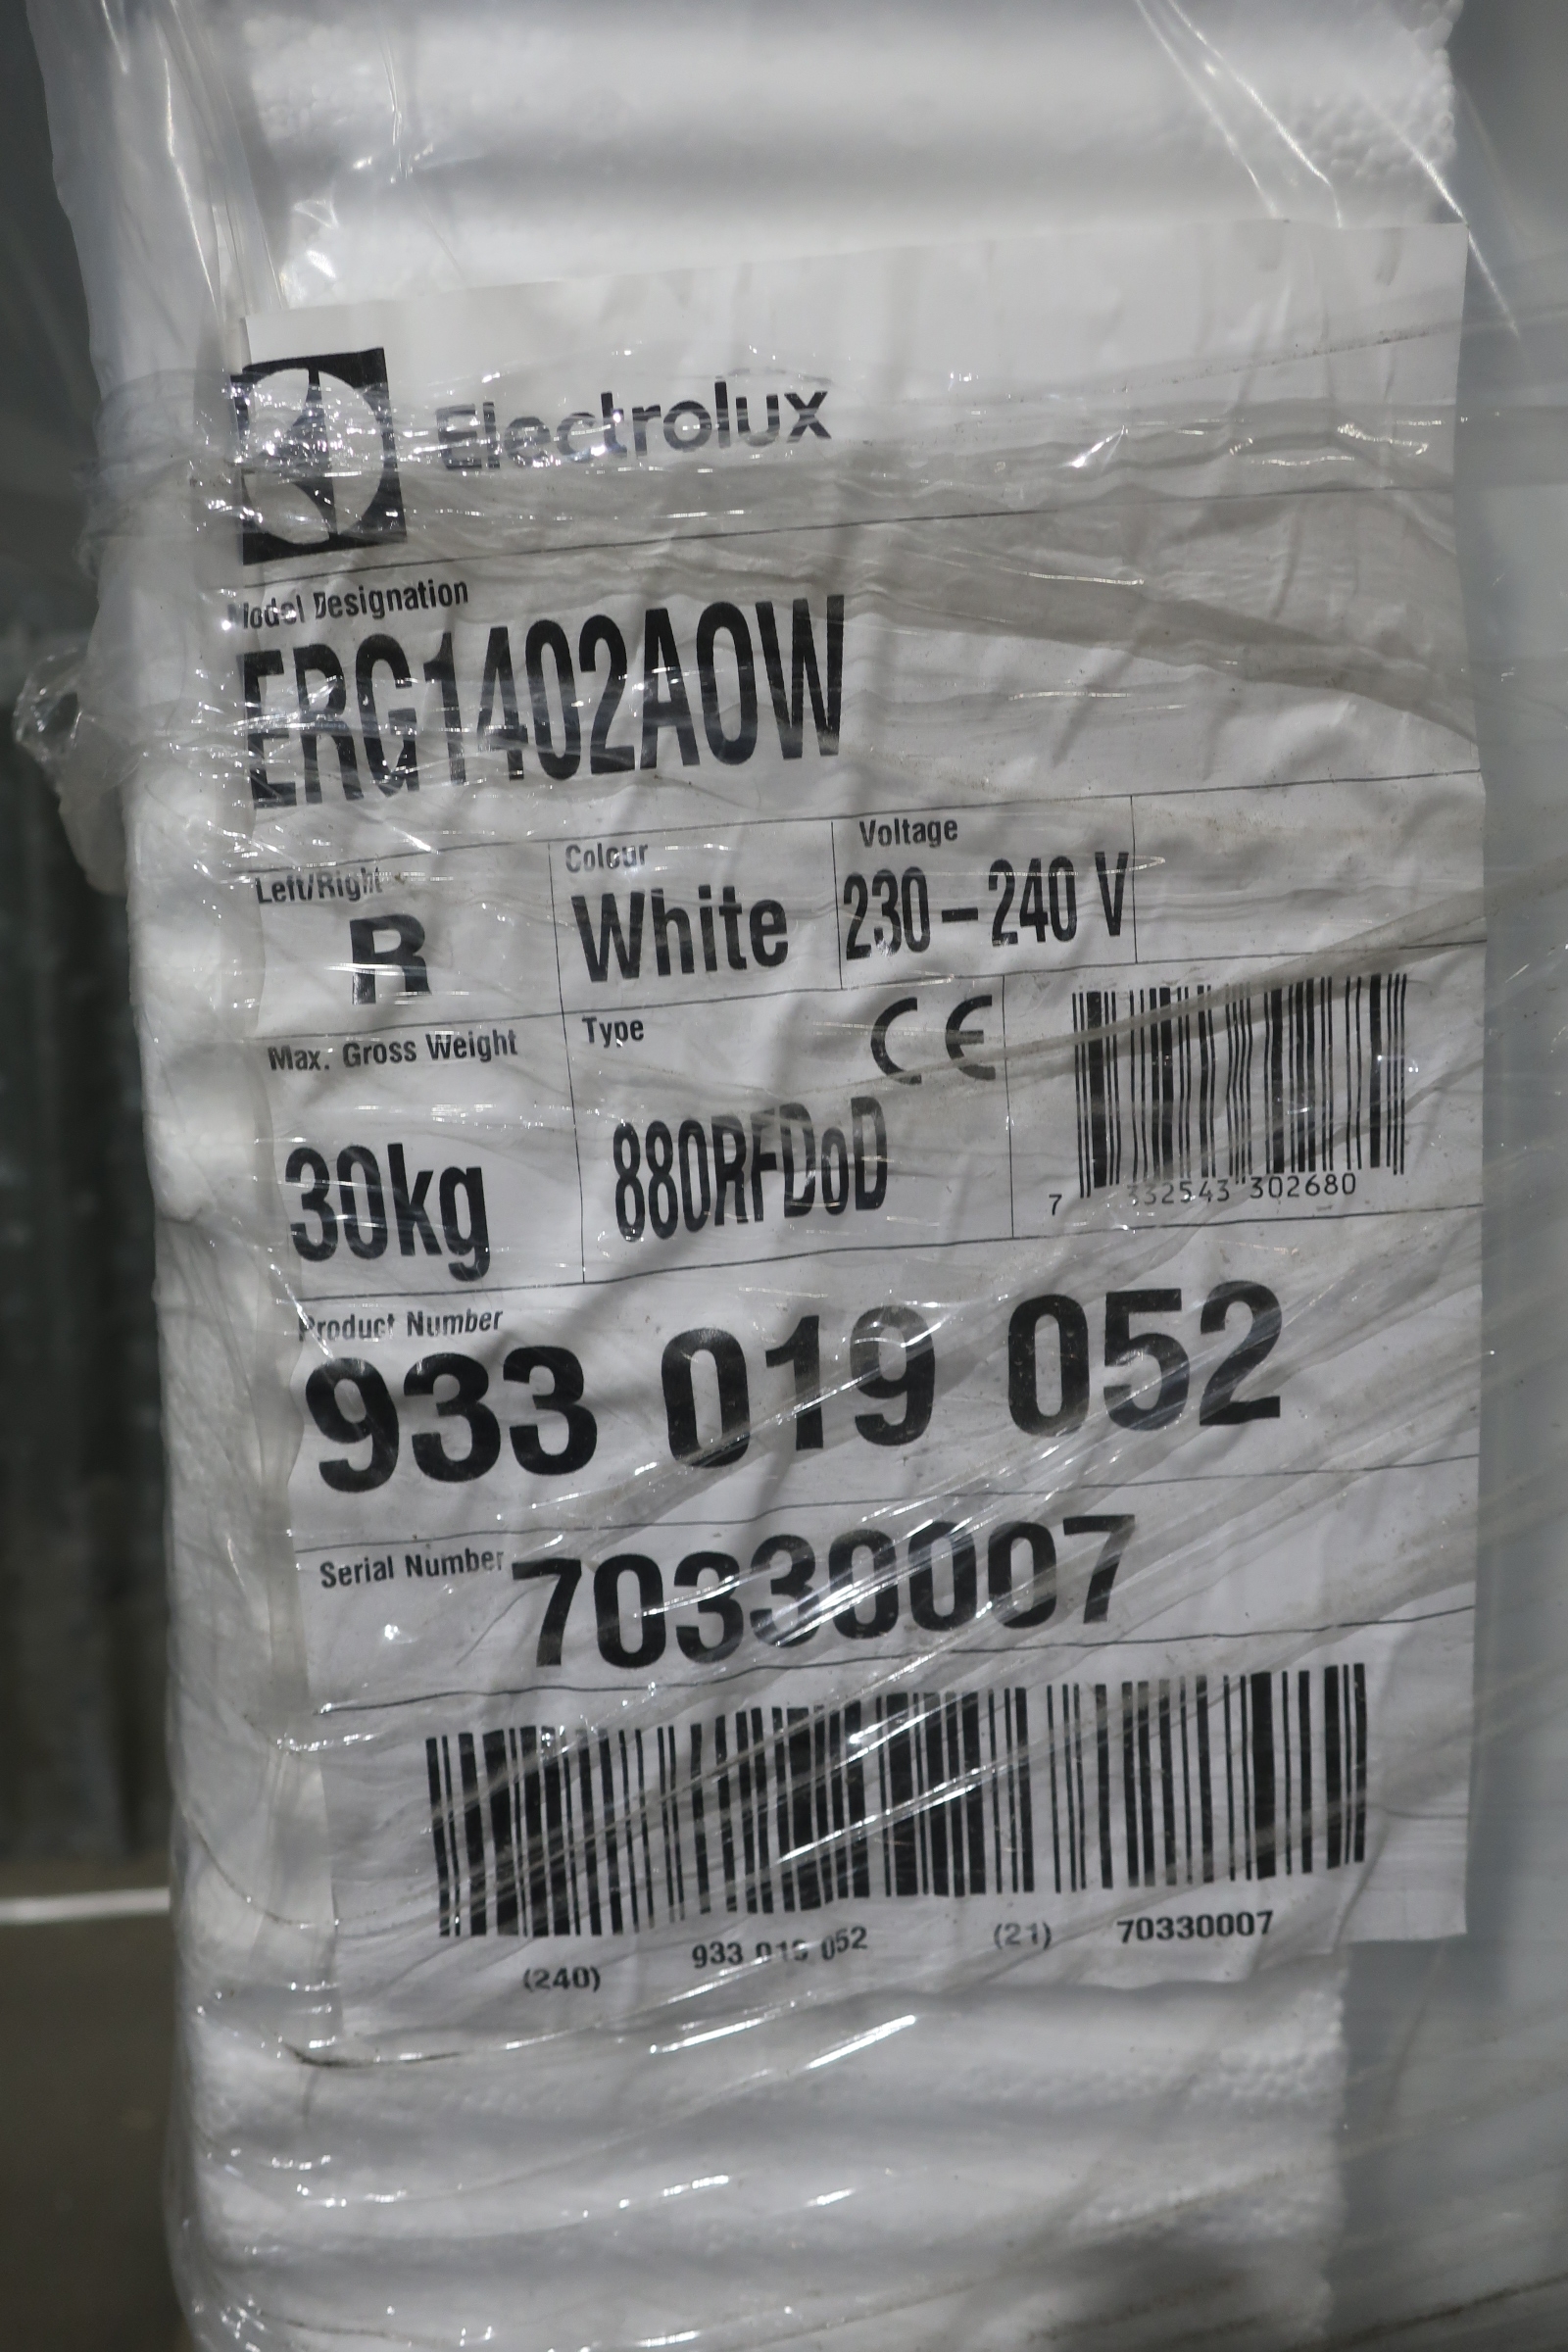 Electrolux
Model Designation
ERG1402AOW
Left/Right Colour Voltage
R White 230-240 V
Max. Gross Weight Type CE
30kg 880RFDoD
7 332543 302680
Product Number
933 019 052
Serial Number 70330007
(240) 933 019 052 (21) 70330007